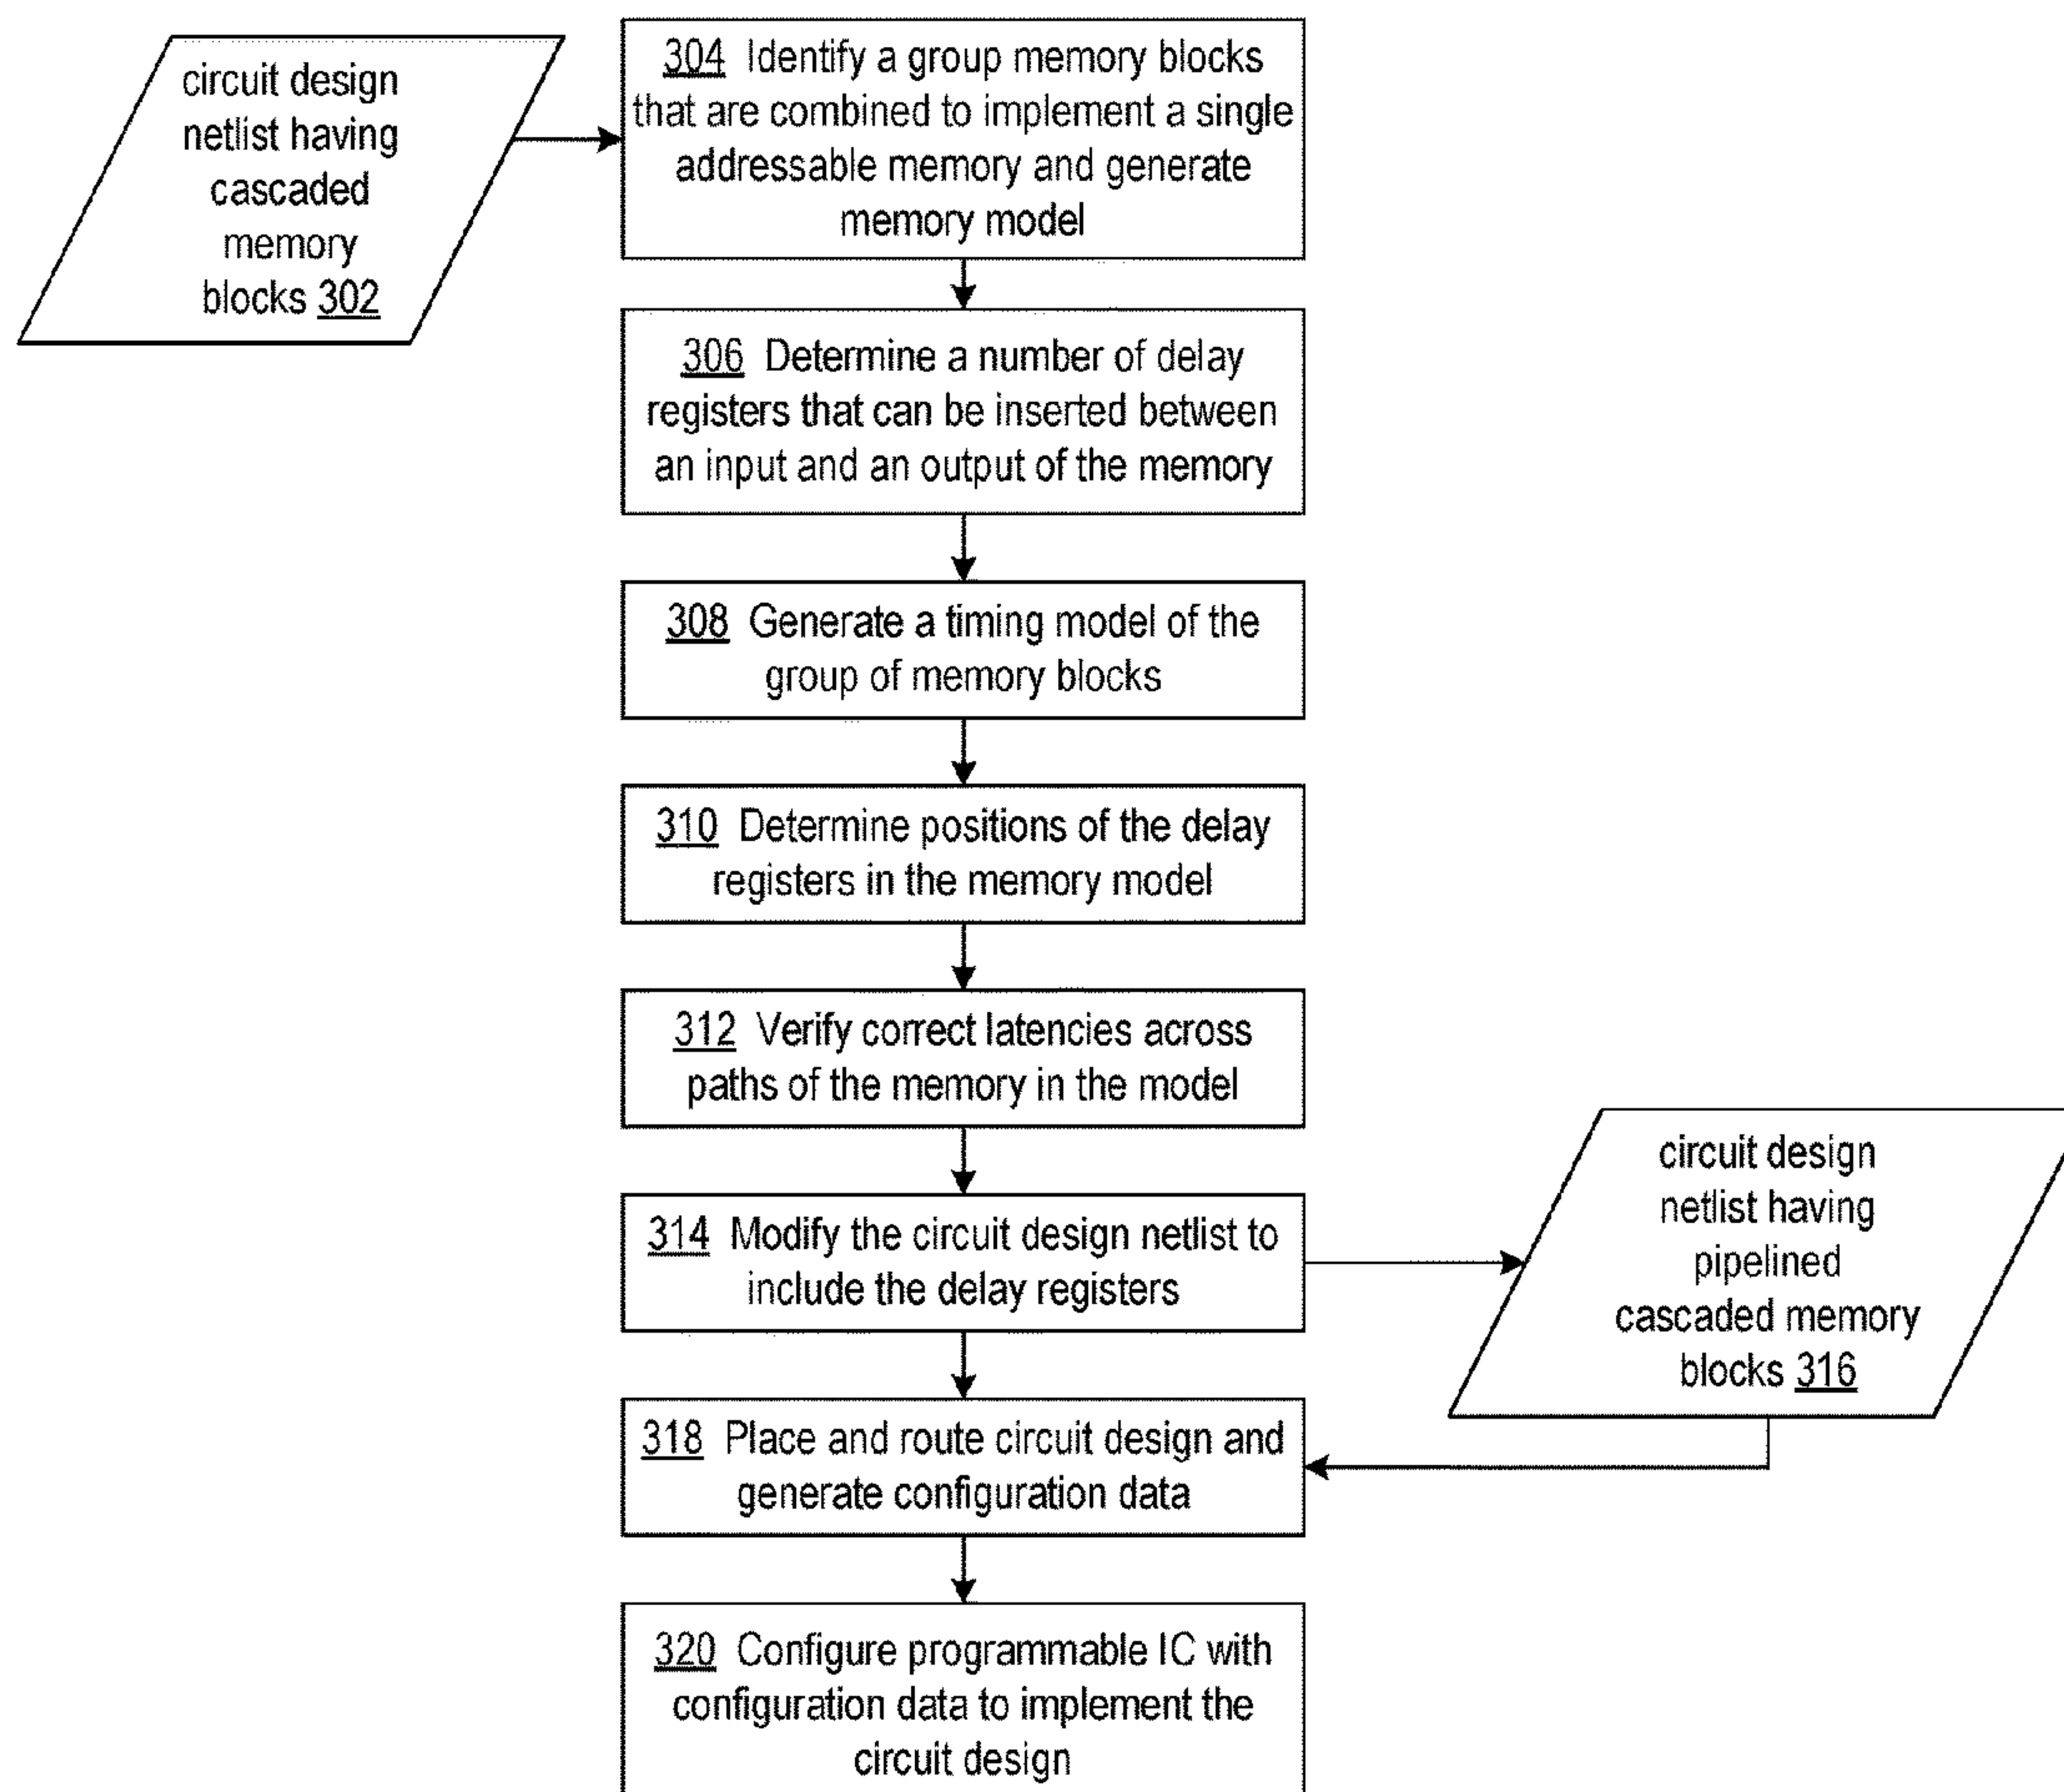 circuit design
netlist having
cascaded
memory
blocks 302
304 Identify a group memory blocks
that are combined to implement a single
addressable memory and generate
memory model
306 Determine a number of delay
registers that can be inserted between
an input and an output of the memory
308 Generate a timing model of the
group of memory blocks
310 Determine positions of the delay
registers in the memory model
312 Verify correct latencies across
paths of the memory in the model
314 Modify the circuit design netlist to
include the delay registers
circuit design
netlist having
pipelined
cascaded memory
blocks 316
318 Place and route circuit design and
generate configuration data
320 Configure programmable IC with
configuration data to implement the
circuit design